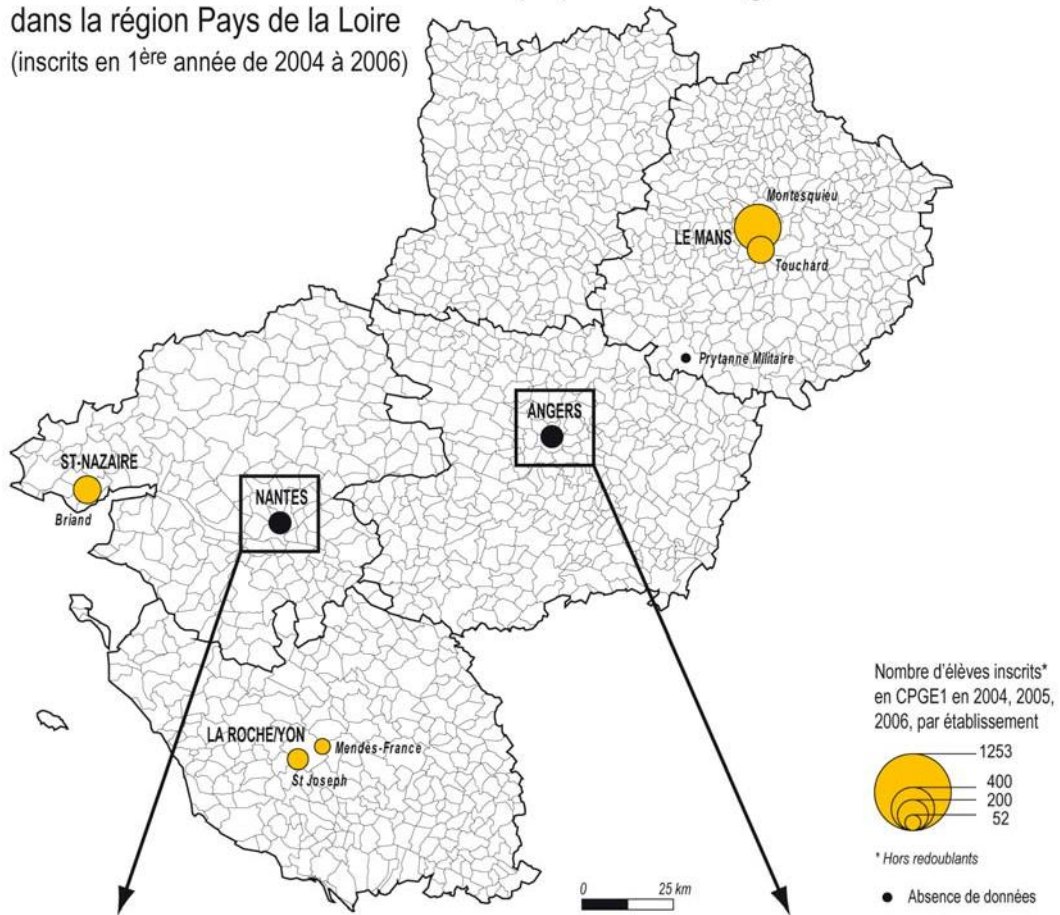 dans la région Pays de la Loire
(inscrits en 1ère année de 2004 à 2006)
Montesquieu
LE MANS
Touchard
Prytanne Militaire
ANGERS
ST-NAZAIRE
Briand
NANTES
LA ROCHE/YON
Mendès-France
St Joseph
Nombre d'élèves inscrits*
en CPGE1 en 2004, 2005,
2006, par établissement
1253
400
200
52
* Hors redoublants
0 25 km
Absence de données